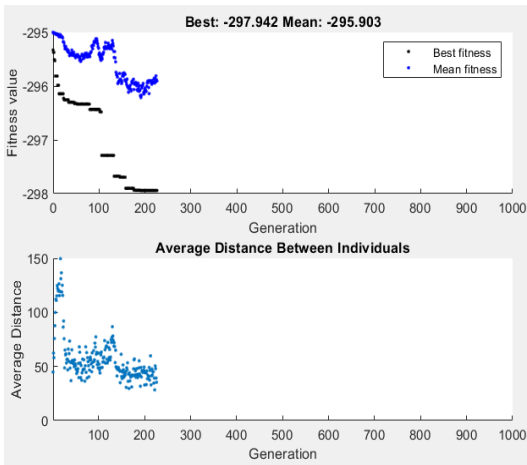 Best: -297.942 Mean: -295.903
-295
-296
-297
-298
Fitness value
Best fitness
Mean fitness
0 100 200 300 400 500 600 700 800 900 1000
Generation
Average Distance Between Individuals
150
100
50
0
Average Distance
100 200 300 400 500 600 700 800 900 1000
Generation